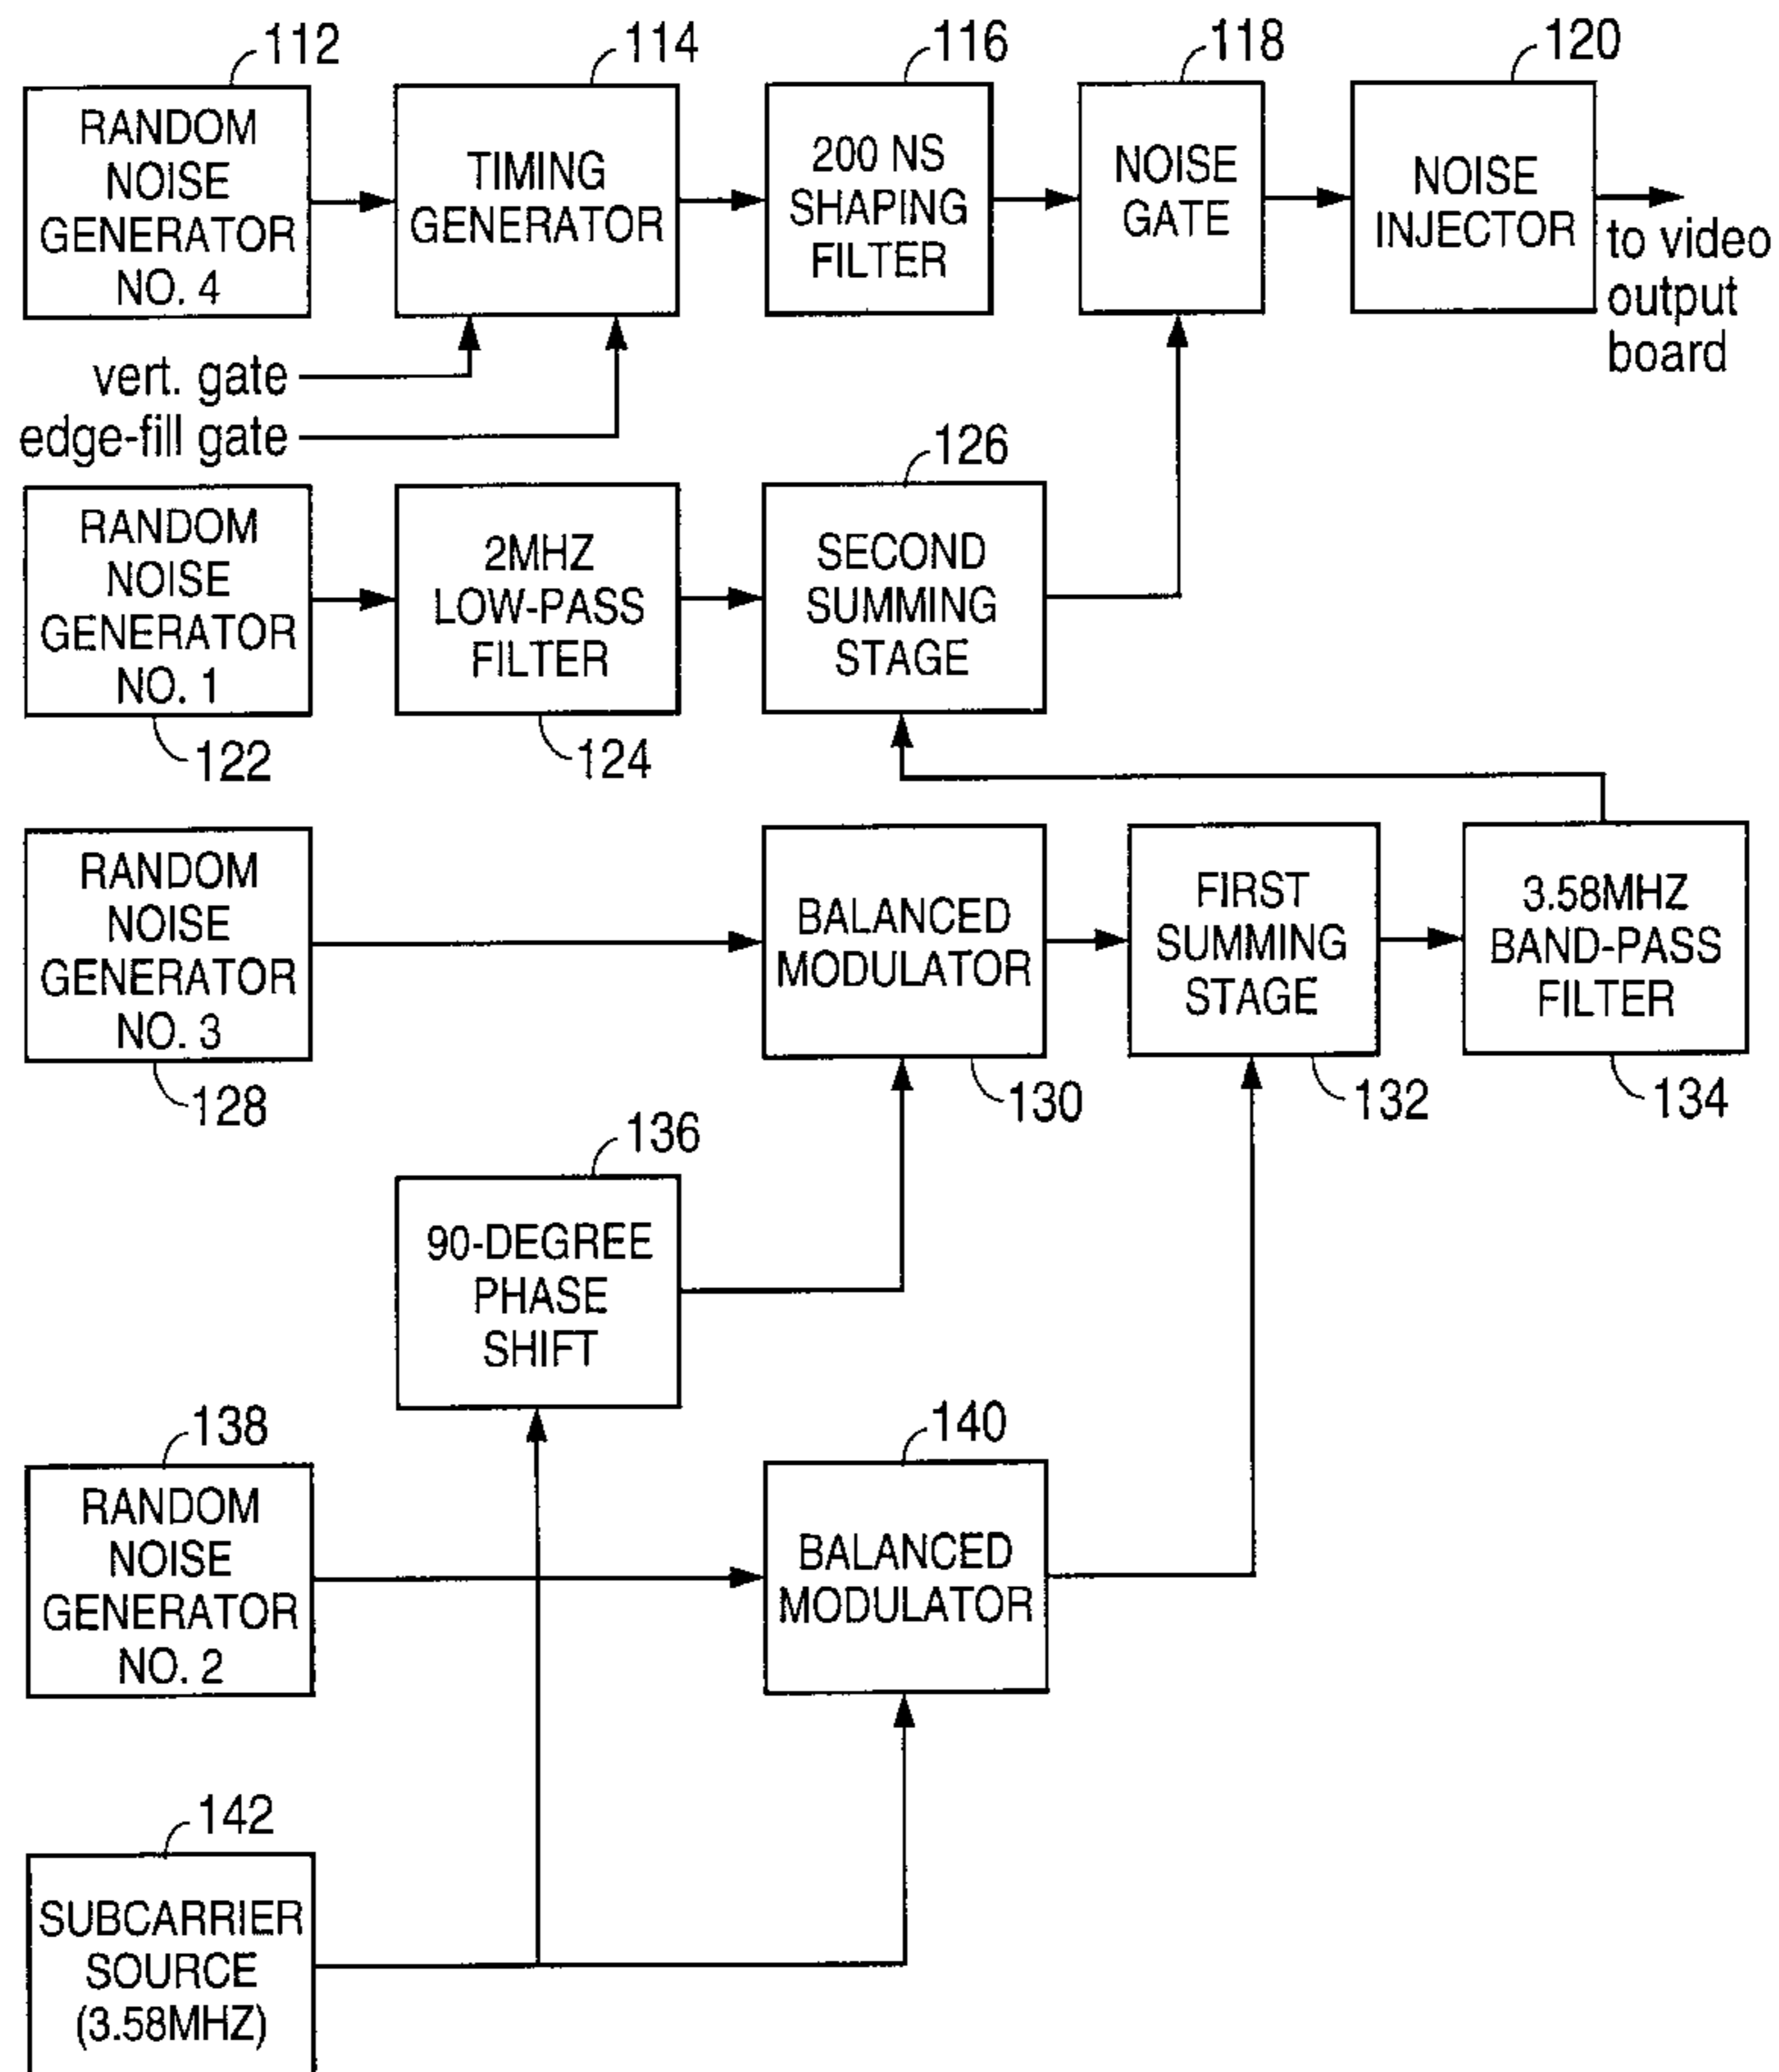 112
114
116
118
120
RANDOM
NOISE
GENERATOR
NO. 4
TIMING
GENERATOR
200 NS
SHAPING
FILTER
NOISE
GATE
NOISE
INJECTOR
to video
output
board
vert. gate
edge-fill gate
126
RANDOM
NOISE
GENERATOR
NO. 1
2MHZ
LOW-PASS
FILTER
SECOND
SUMMING
STAGE
122
124
RANDOM
NOISE
GENERATOR
NO. 3
BALANCED
MODULATOR
FIRST
SUMMING
STAGE
3.58MHZ
BAND-PASS
FILTER
128
130
132
134
136
90-DEGREE
PHASE
SHIFT
138
140
RANDOM
NOISE
GENERATOR
NO. 2
BALANCED
MODULATOR
142
SUBCARRIER
SOURCE
(3.58MHZ)